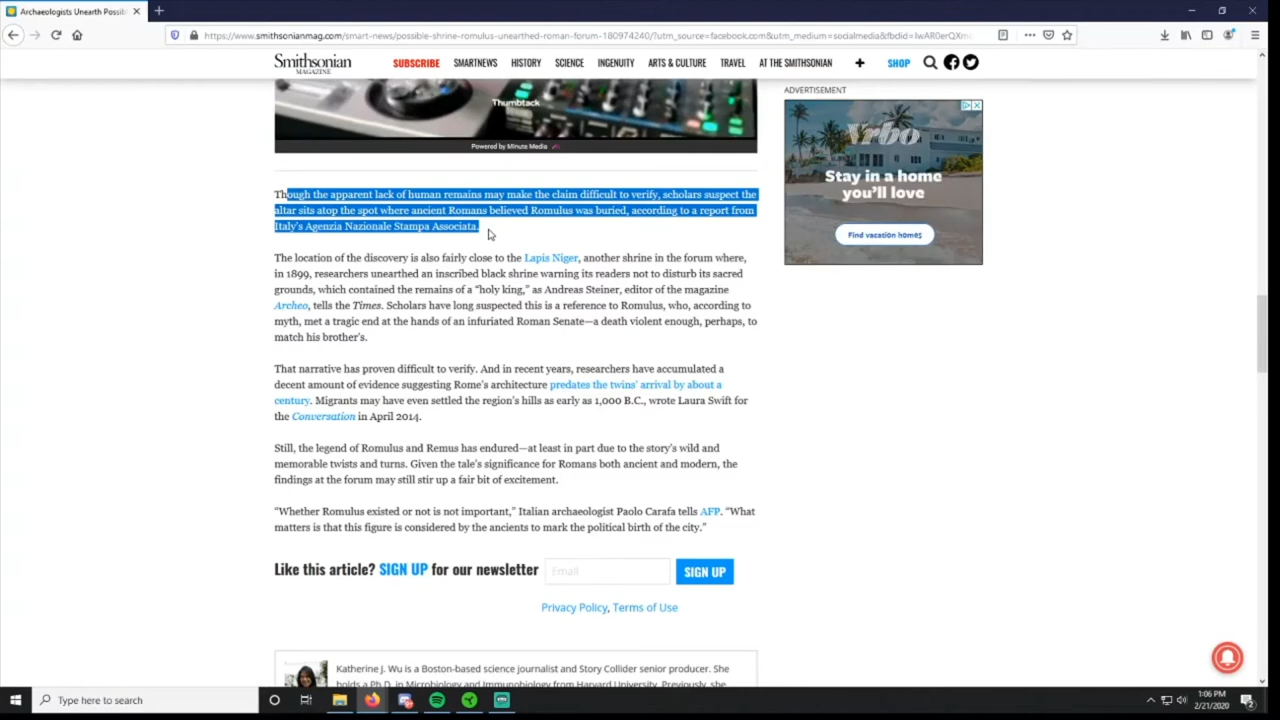 Archaeologists Unearth Possib
https://www.smithsonianmag.com/smart-news/possible-shrine-romulus-unearthed-roman-forum-180974240/?utm_source=facebook.com&utm_medium=socialmedia&fbclid=IwAR0erQXm
Smithsonian
MAGAZINE
SUBSCRIBE SMARTNEWS HISTORY SCIENCE INGENUITY ARTS & CULTURE TRAVEL AT THE SMITHSONIAN + SHOP
Thumbtack
Powered by Minute Media
ADVERTISEMENT
Vrbo
Stay in a home
you'll love
Find vacation homes
Though the apparent lack of human remains may make the claim difficult to verify, scholars suspect the
altar sits atop the spot where ancient Romans believed Romulus was buried, according to a report from
Italy's Agenzia Nazionale Stampa Associata.
The location of the discovery is also fairly close to the Lapis Niger, another shrine in the forum where,
in 1899, researchers unearthed an inscribed black shrine warning its readers not to disturb its sacred
grounds, which contained the remains of a “holy king,” as Andreas Steiner, editor of the magazine
Archeo, tells the Times. Scholars have long suspected this is a reference to Romulus, who, according to
myth, met a tragic end at the hands of an infuriated Roman Senate—a death violent enough, perhaps, to
match his brother's.
That narrative has proven difficult to verify. And in recent years, researchers have accumulated a
decent amount of evidence suggesting Rome's architecture predates the twins' arrival by about a
century. Migrants may have even settled the region's hills as early as 1,000 B.C., wrote Laura Swift for
the Conversation in April 2014.
Still, the legend of Romulus and Remus has endured—at least in part due to the story's wild and
memorable twists and turns. Given the tale's significance for Romans both ancient and modern, the
findings at the forum may still stir up a fair bit of excitement.
“Whether Romulus existed or not is not important,” Italian archaeologist Paolo Carafa tells AFP. “What
matters is that this figure is considered by the ancients to mark the political birth of the city.”
Like this article? SIGN UP for our newsletter Email SIGN UP
Privacy Policy, Terms of Use
Katherine J. Wu is a Boston-based science journalist and Story Collider senior producer. She
holds a Ph.D. in Microbiology and Immunobiology from Harvard University. Previously, she
Type here to search
1:06 PM
2/21/2020
2